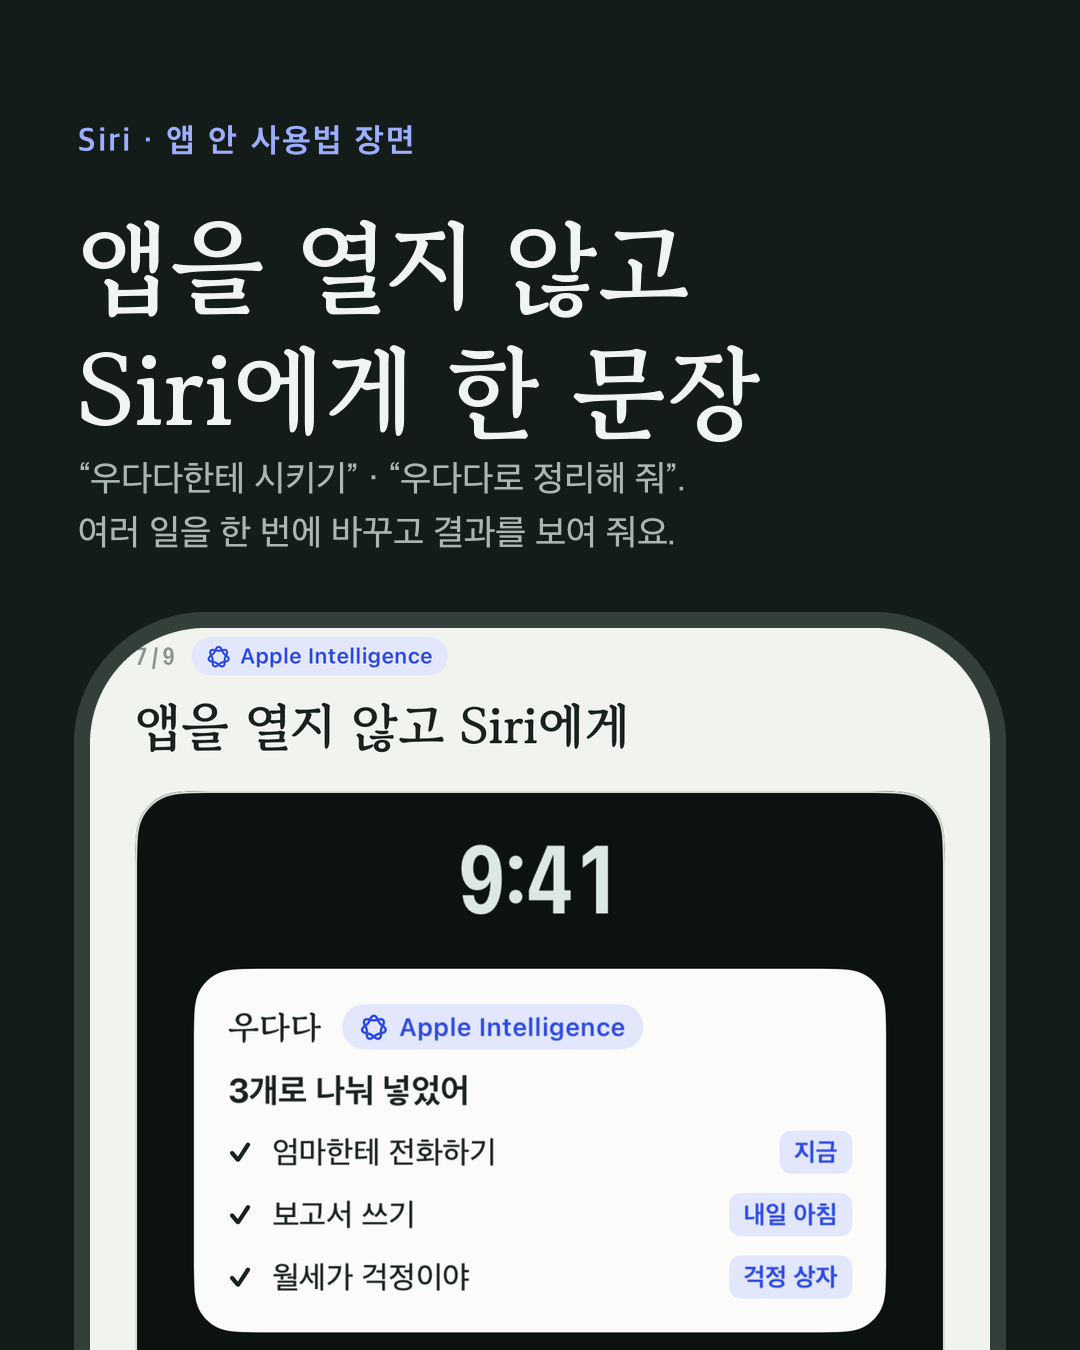 Siri · 앱 안 사용법 장면
앱을 열지 않고
Siri에게 한 문장
“우다다한테 시키기” · “우다다로 정리해 줘”.
여러 일을 한 번에 바꾸고 결과를 보여 줘요.
7/9 Apple Intelligence
앱을 열지 않고 Siri에게
9:41
우다다 Apple Intelligence
3개로 나눠 넣었어
엄마한테 전화하기 지금
보고서 쓰기 내일 아침
월세가 걱정이야 걱정 상자